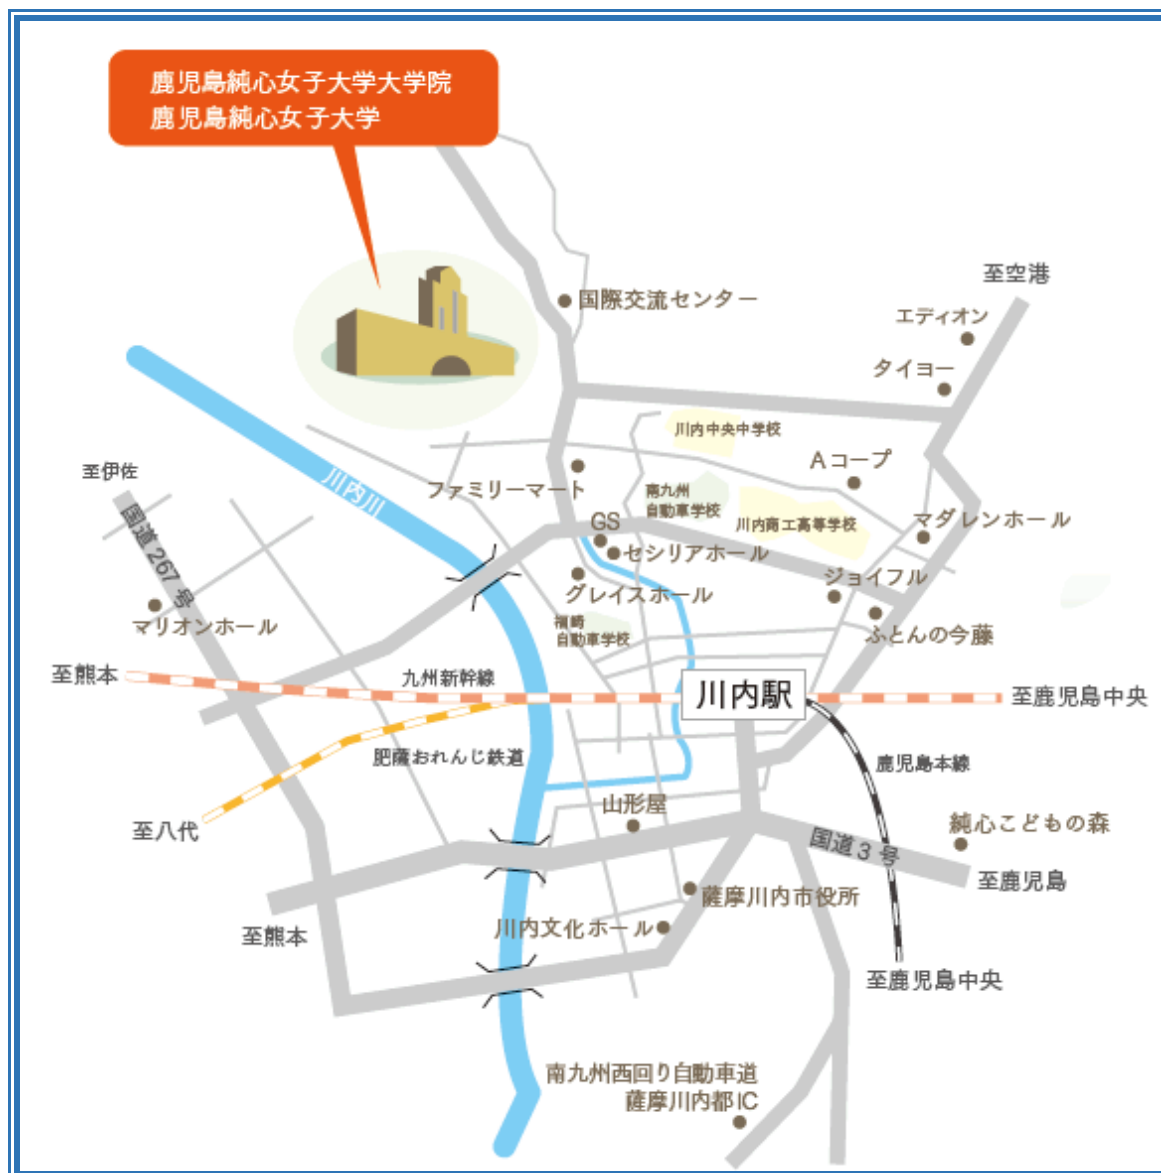 鹿児島純心女子大学大学院
鹿児島純心女子大学
至空港
国際交流センター
エディオン
タイヨー
川内中央中学校
至伊佐
Aコープ
川内川
ファミリーマート
南九州
自動車学校
国道267号
GS
川内商工高等学校
マダレンホール
セシリアホール
ジョイフル
グレイスホール
マリオンホール
福崎
自動車学校
ふとんの今藤
至熊本
九州新幹線
川内駅
至鹿児島中央
肥薩おれんじ鉄道
鹿児島本線
山形屋
至八代
純心こどもの森
国道3号
至鹿児島
薩摩川内市役所
川内文化ホール
至熊本
至鹿児島中央
南九州西回り自動車道
薩摩川内都IC